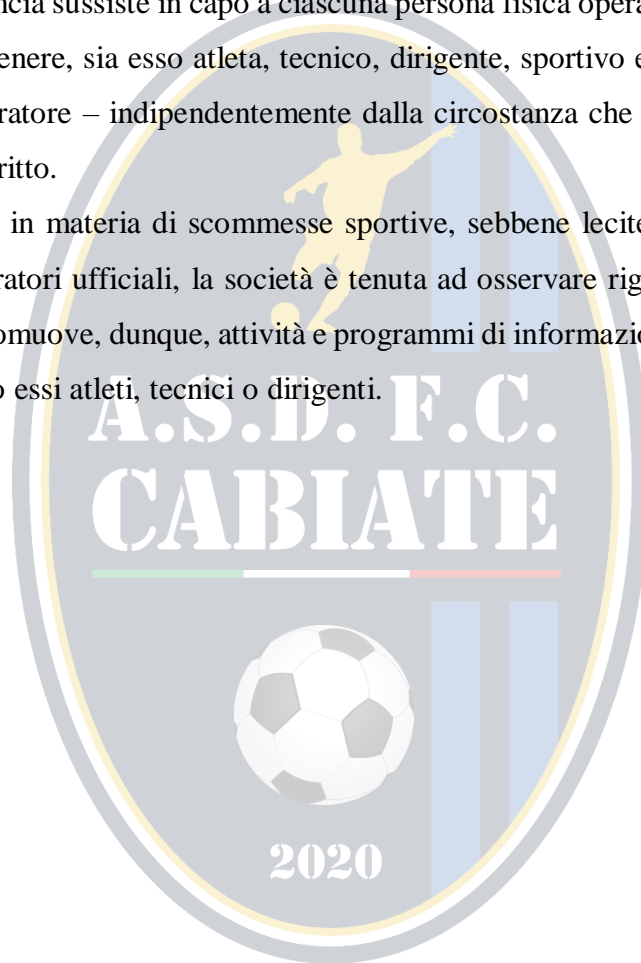 ncia sussiste in capo a ciascuna persona fisica opera
enere, sia esso atleta, tecnico, dirigente, sportivo e
ratore – indipendentemente dalla circostanza che
ritto.
in materia di scommesse sportive, sebbene lecite
ratori ufficiali, la società è tenuta ad osservare rig
omuove, dunque, attività e programmi di informazio
o essi atleti, tecnici o dirigenti.
A.S.D. F.C.
CABIATE
2020